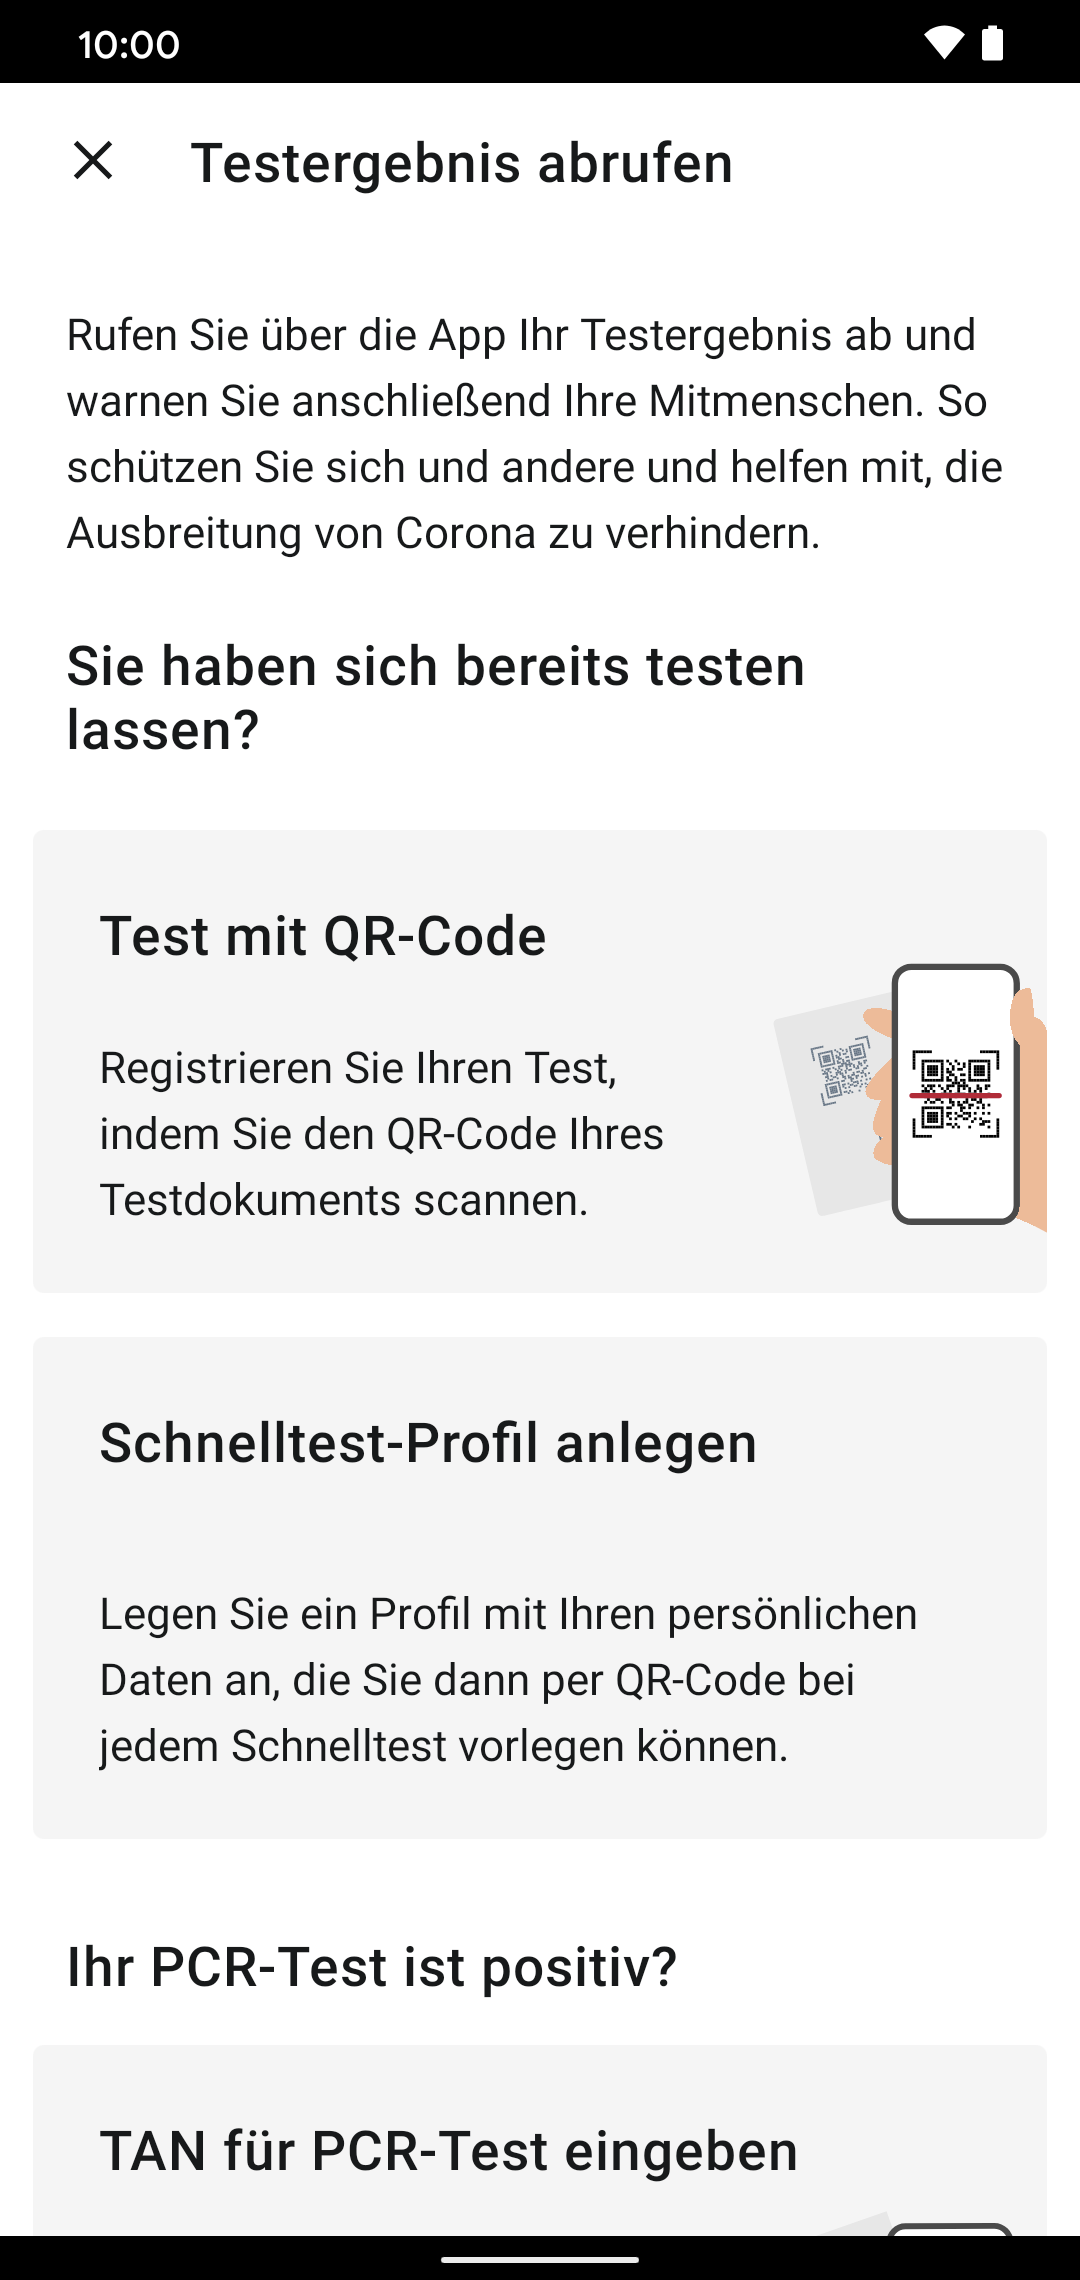 10:00
Testergebnis abrufen
Rufen Sie über die App Ihr Testergebnis ab und
warnen Sie anschließend Ihre Mitmenschen. So
schützen Sie sich und andere und helfen mit, die
Ausbreitung von Corona zu verhindern.
Sie haben sich bereits testen
lassen?
Test mit QR-Code
Registrieren Sie Ihren Test,
indem Sie den QR-Code Ihres
Testdokuments scannen.
Schnelltest-Profil anlegen
Legen Sie ein Profil mit Ihren persönlichen
Daten an, die Sie dann per QR-Code bei
jedem Schnelltest vorlegen können.
Ihr PCR-Test ist positiv?
TAN für PCR-Test eingeben